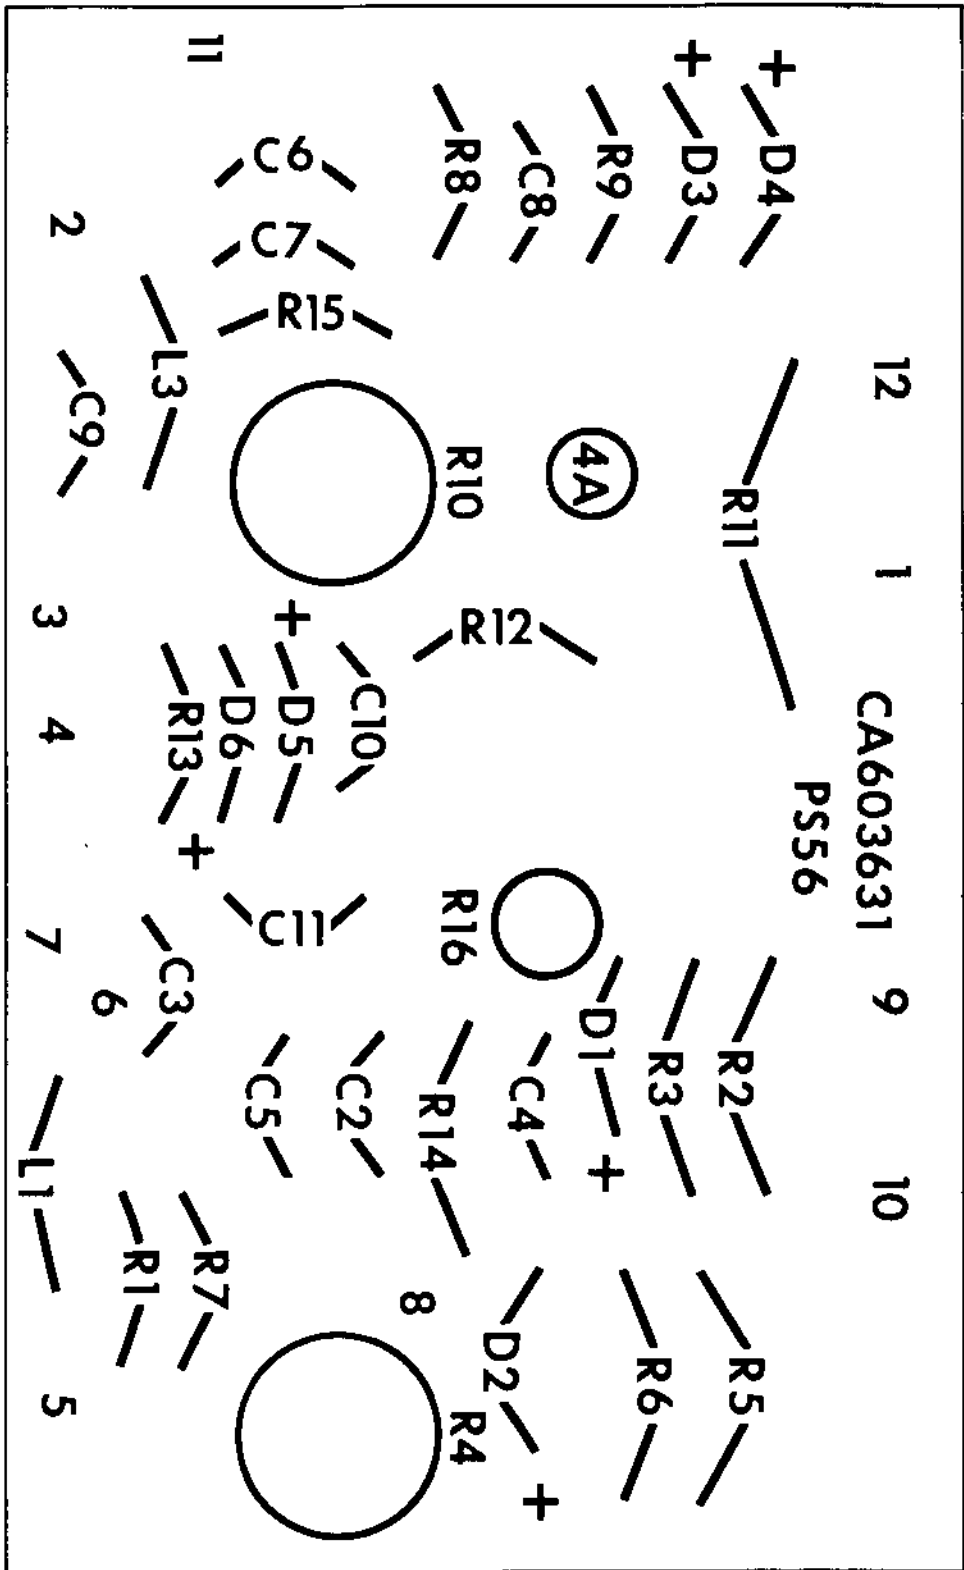 11
+
+
C6
R8
C8
R9
D3
D4
2
C7
R15
L3
C9
12
R10
4A
R11
1
3
+
R12
4
R13
D6
D5
C10
CA603631
PS56
+
C11
R16
7
6
C3
9
D1
R3
R2
C5
C2
R14
C4
+
10
L1
R1
R7
8
D2
R6
R5
5
R4
+